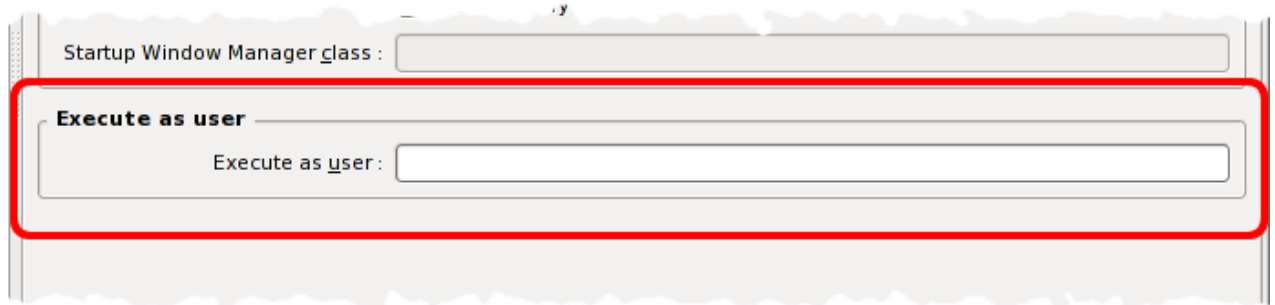 Startup Window Manager class :
Execute as user
Execute as user :